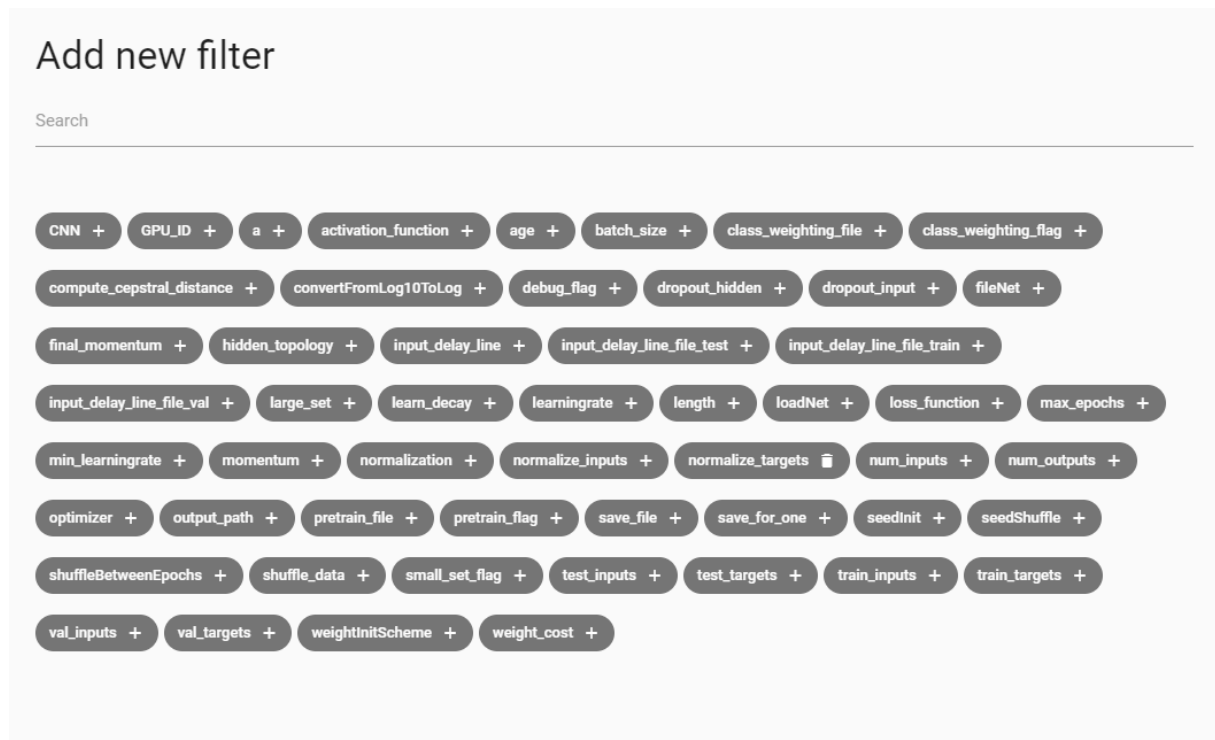 Add new filter
Search
CNN + GPU_ID + a + activation_function + age + batch_size + class_weighting_file + class_weighting_flag +
compute_cepstral_distance + convertFromLog10ToLog + debug_flag + dropout_hidden + dropout_input + fileNet +
final_momentum + hidden_topology + input_delay_line + input_delay_line_file_test + input_delay_line_file_train +
input_delay_line_file_val + large_set + learn_decay + learningrate + length + loadNet + loss_function + max_epochs +
min_learningrate + momentum + normalization + normalize_inputs + normalize_targets num_inputs + num_outputs +
optimizer + output_path + pretrain_file + pretrain_flag + save_file + save_for_one + seedInit + seedShuffle +
shuffleBetweenEpochs + shuffle_data + small_set_flag + test_inputs + test_targets + train_inputs + train_targets +
val_inputs + val_targets + weightInitScheme + weight_cost +